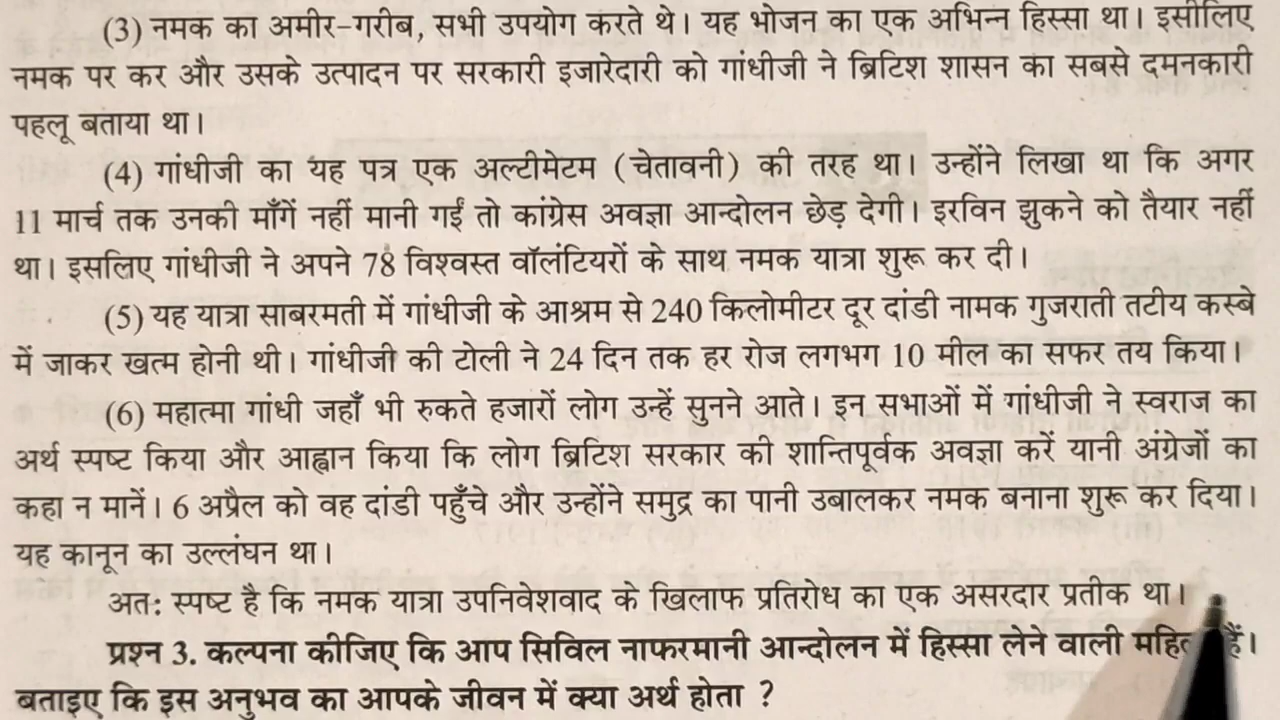 (3) नमक का अमीर-गरीब, सभी उपयोग करते थे। यह भोजन का एक अभिन्न हिस्सा था। इसीलिए
नमक पर कर और उसके उत्पादन पर सरकारी इजारेदारी को गांधीजी ने ब्रिटिश शासन का सबसे दमनकारी
पहलू बताया था।
(4) गांधीजी का यह पत्र एक अल्टीमेटम (चेतावनी) की तरह था। उन्होंने लिखा था कि अगर
11 मार्च तक उनकी माँगें नहीं मानी गईं तो कांग्रेस अवज्ञा आन्दोलन छेड़ देगी। इरविन झुकने को तैयार नहीं
था। इसलिए गांधीजी ने अपने 78 विश्वस्त वॉलंटियरों के साथ नमक यात्रा शुरू कर दी।
(5) यह यात्रा साबरमती में गांधीजी के आश्रम से 240 किलोमीटर दूर दांडी नामक गुजराती तटीय कस्बे
में जाकर खत्म होनी थी। गांधीजी की टोली ने 24 दिन तक हर रोज लगभग 10 मील का सफर तय किया।
(6) महात्मा गांधी जहाँ भी रुकते हजारों लोग उन्हें सुनने आते। इन सभाओं में गांधीजी ने स्वराज का
अर्थ स्पष्ट किया और आह्वान किया कि लोग ब्रिटिश सरकार की शान्तिपूर्वक अवज्ञा करें यानी अंग्रेजों का
कहा न मानें। 6 अप्रैल को वह दांडी पहुँचे और उन्होंने समुद्र का पानी उबालकर नमक बनाना शुरू कर दिया।
यह कानून का उल्लंघन था।
अतः स्पष्ट है कि नमक यात्रा उपनिवेशवाद के खिलाफ प्रतिरोध का एक असरदार प्रतीक था।
प्रश्न 3. कल्पना कीजिए कि आप सिविल नाफरमानी आन्दोलन में हिस्सा लेने वाली हैं।
बताइए कि इस अनुभव का आपके जीवन में क्या अर्थ होता ?